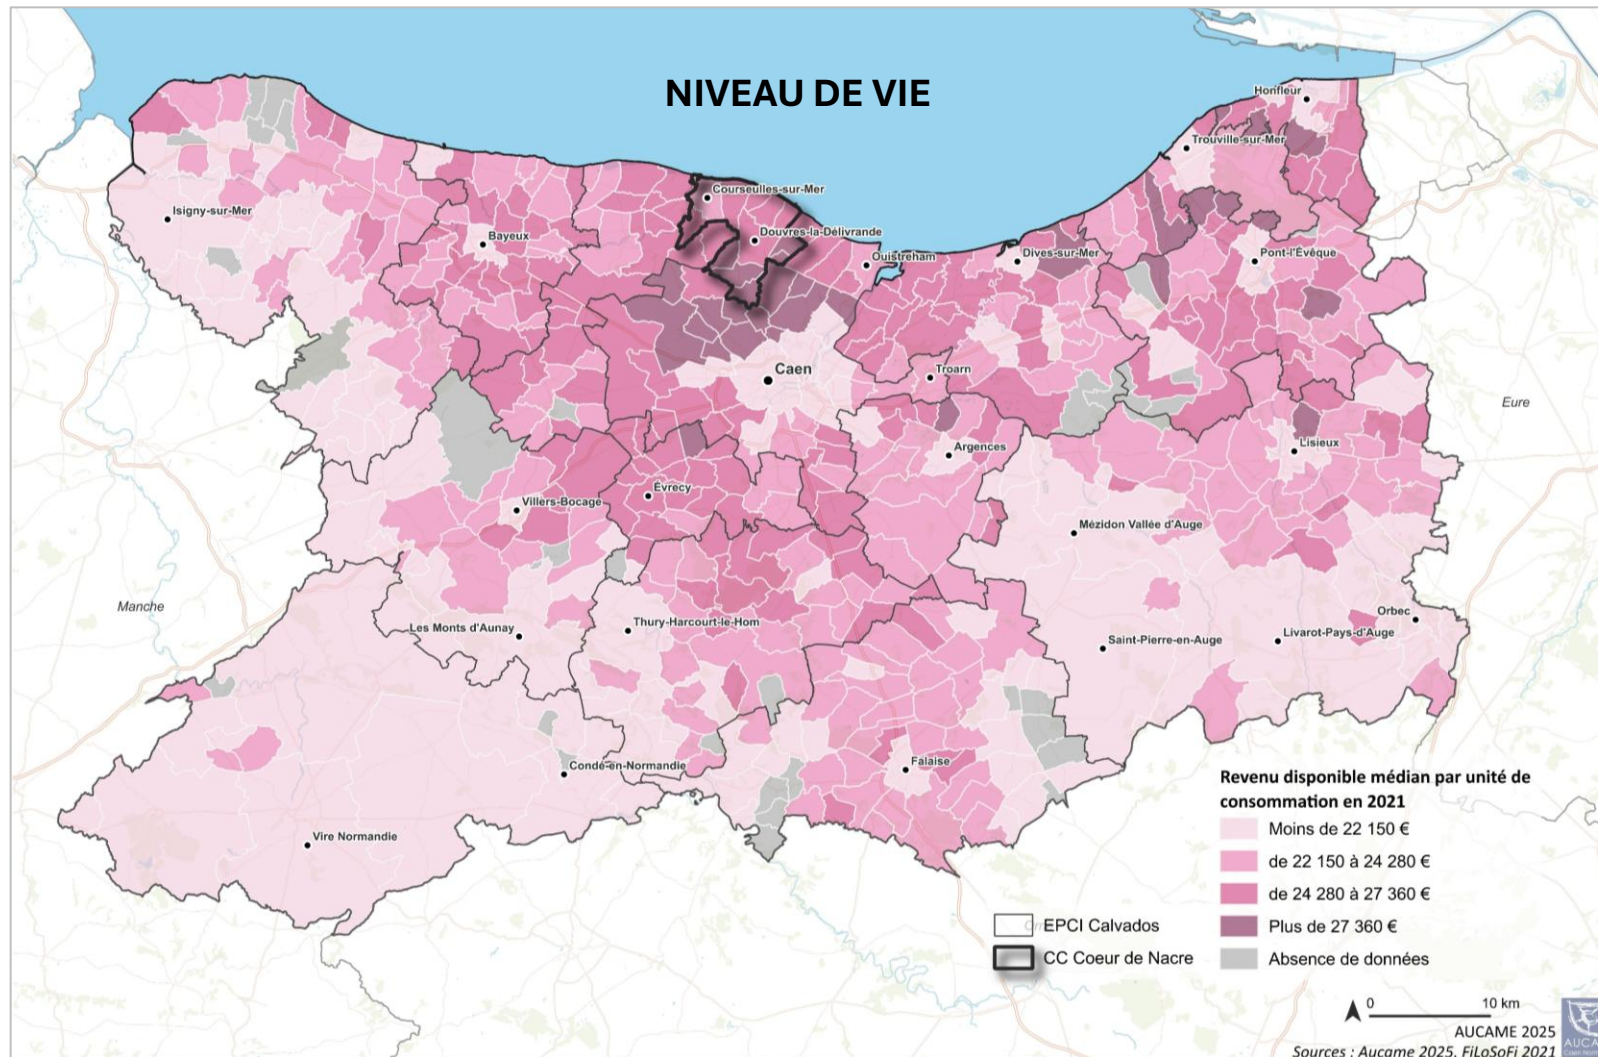 NIVEAU DE VIE
Honfleur
Trouville-sur-Mer
Courseulles-sur-Mer
Isigny-sur-Mer
Bayeux
Douvres-la-Délivrande
Ouistreham
Dives-sur-Mer
Pont-l'Évêque
Caen
Troarn
Eure
Argences
Lisieux
Évrecy
Villers-Bocage
Mézidon Vallée d'Auge
Manche
Orbec
Les Monts d'Aunay
Thury-Harcourt-le-Hom
Saint-Pierre-en-Auge
Livarot-Pays-d'Auge
Falaise
Condé-en-Normandie
Vire Normandie
Revenu disponible médian par unité de
consommation en 2021
Moins de 22 150 €
de 22 150 à 24 280 €
de 24 280 à 27 360 €
Plus de 27 360 €
Absence de données
EPCI Calvados
CC Coeur de Nacre
0 10 km
AUCAME 2025
Sources : Aucame 2025, FiLoSoFi 2021